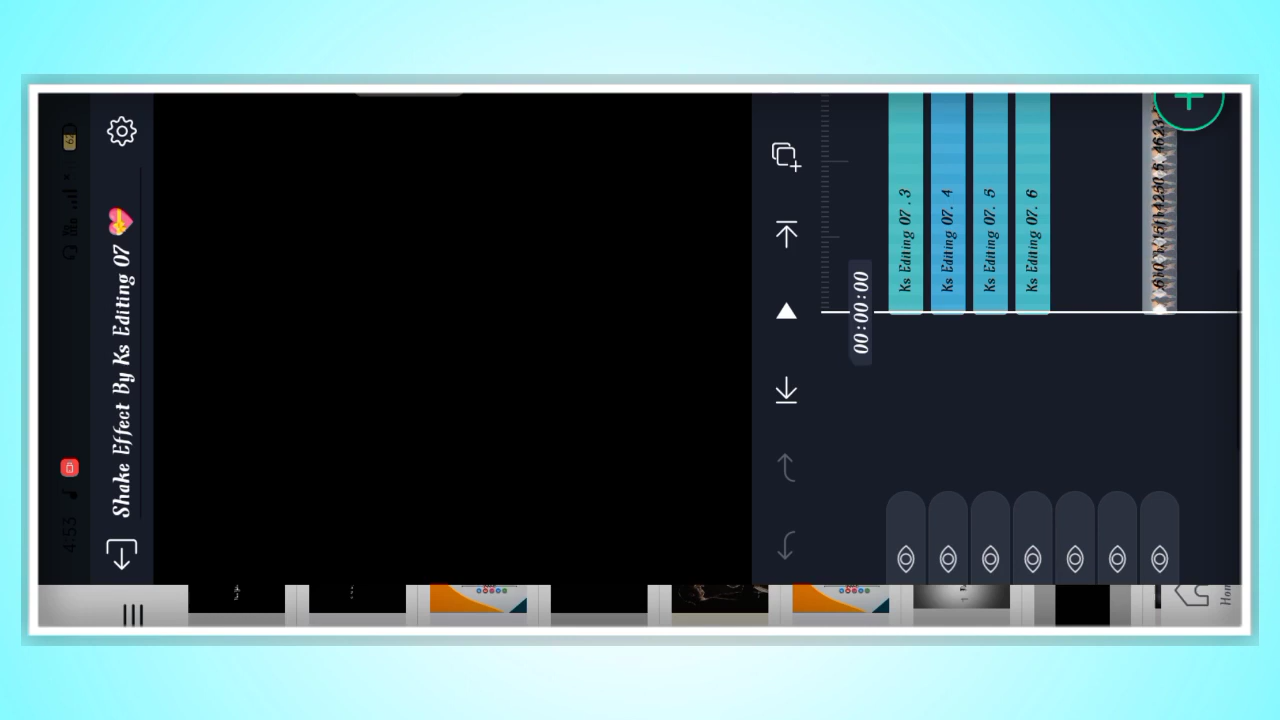 4:53
62
Shake Effect By Ks Editing 07 💝
00:00:00
Ks Editing 07 . 3
Ks Editing 07. 4
Ks Editing 07. 5
Ks Editing 07. 6